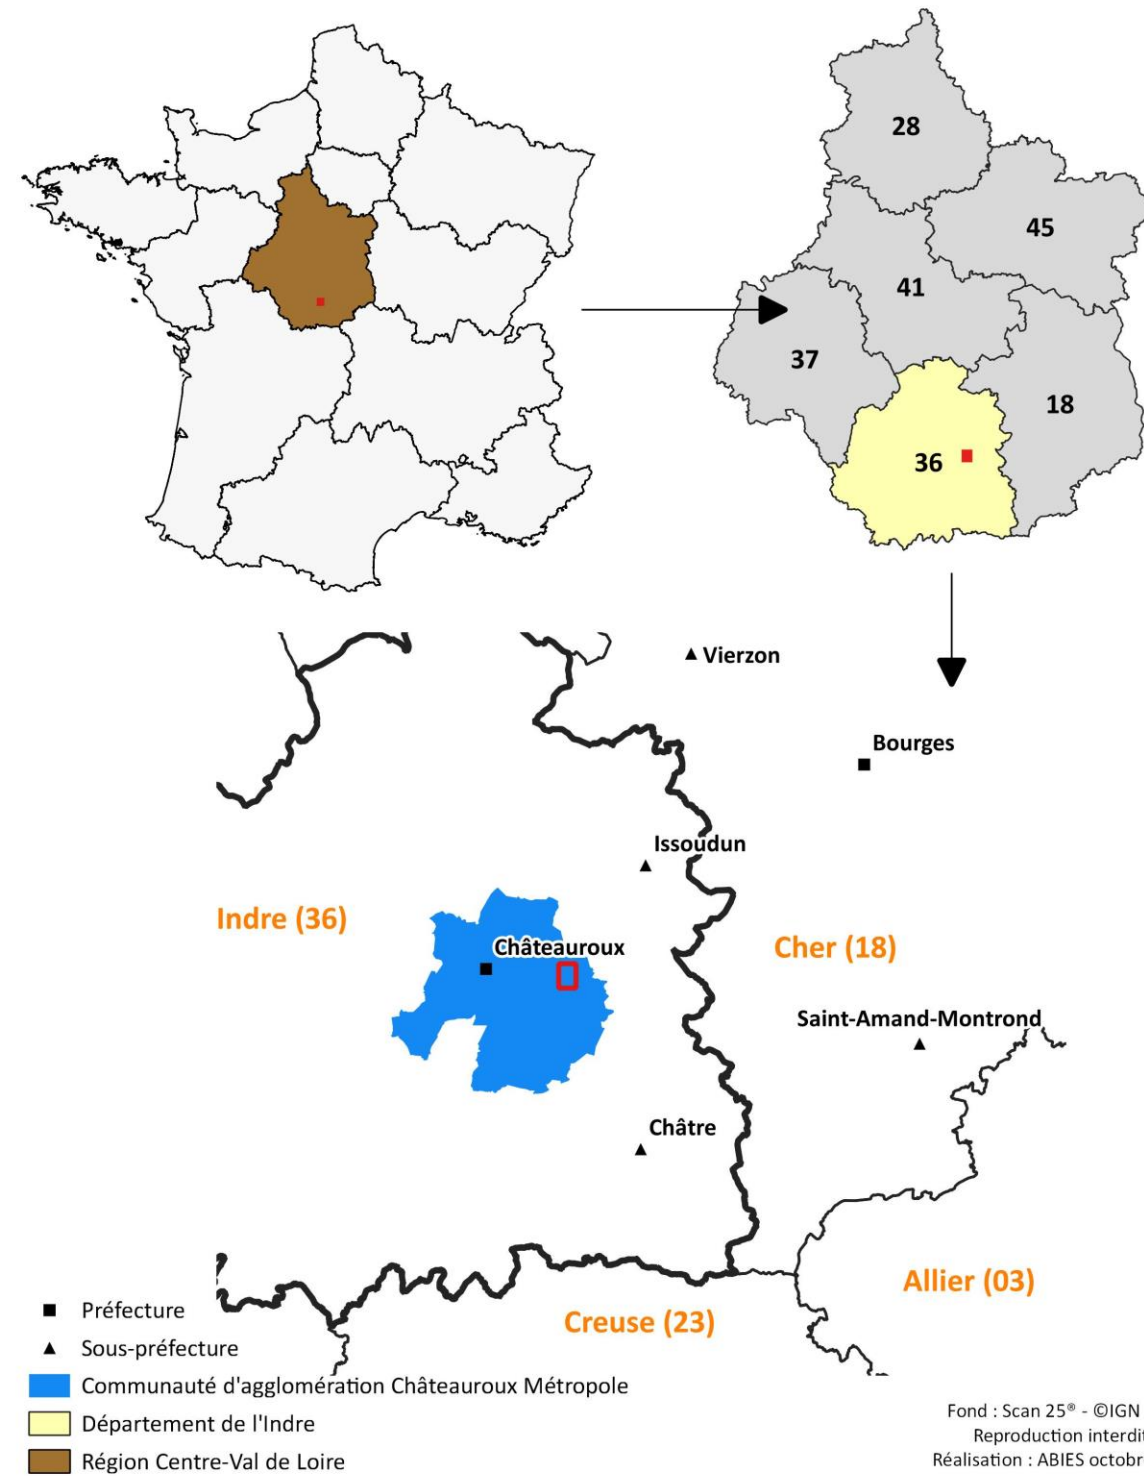 28
45
41
37
18
36
Vierzon
Bourges
Issoudun
Indre (36)
Châteauroux
Cher (18)
Saint-Amand-Montrond
Châtre
Allier (03)
Creuse (23)
Préfecture
Sous-préfecture
Communauté d'agglomération Châteauroux Métropole
Département de l'Indre
Région Centre-Val de Loire
Fond : Scan 25® - ©IGN
Reproduction interdit
Réalisation : ABIES octobr